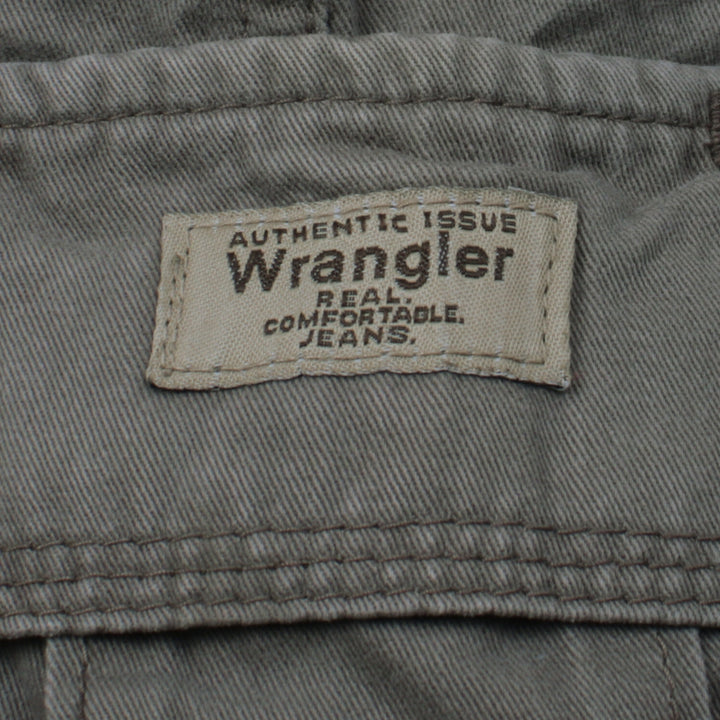 AUTHENTIC ISSUE
Wrangler
REAL.
COMFORTABLE.
JEANS.